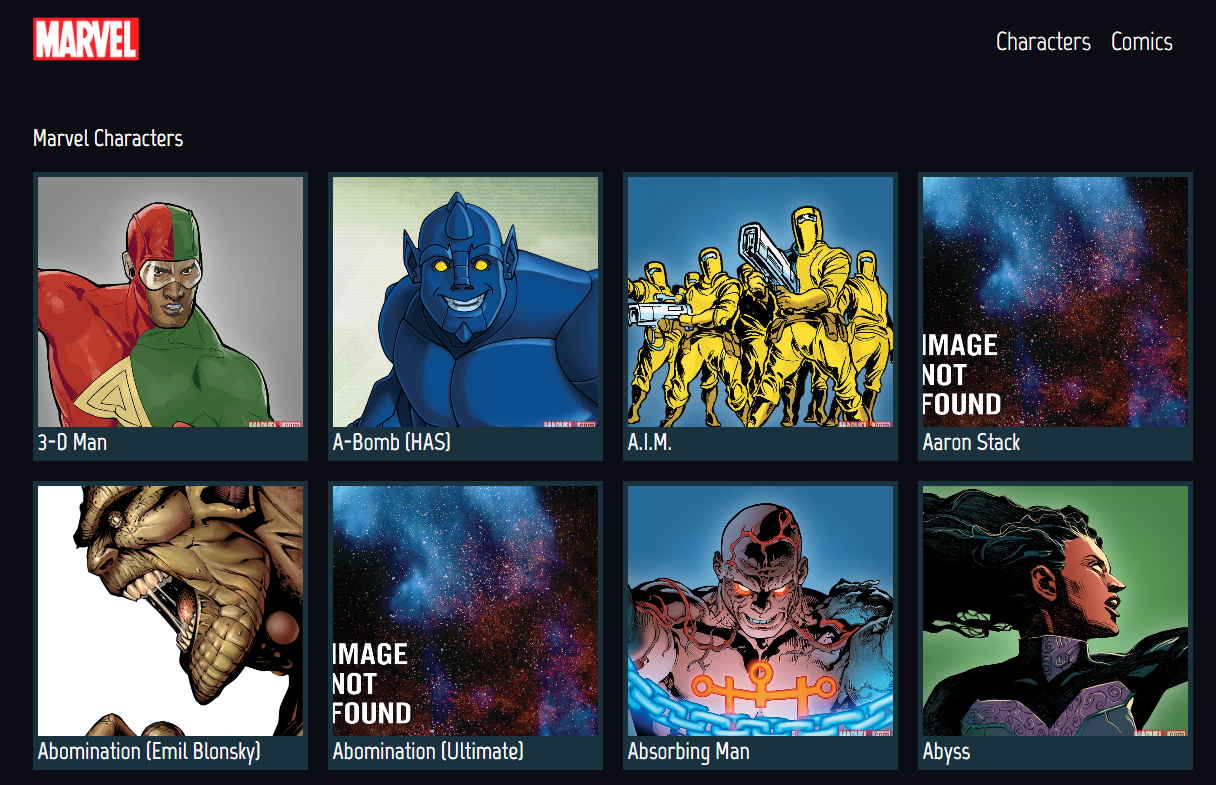 MARVEL
Characters Comics
Marvel Characters
IMAGE
NOT
FOUND
3-D Man
A-Bomb (HAS)
A.I.M.
Aaron Stack
IMAGE
NOT
FOUND
Abomination (Emil Blonsky)
Abomination (Ultimate)
Absorbing Man
Abyss